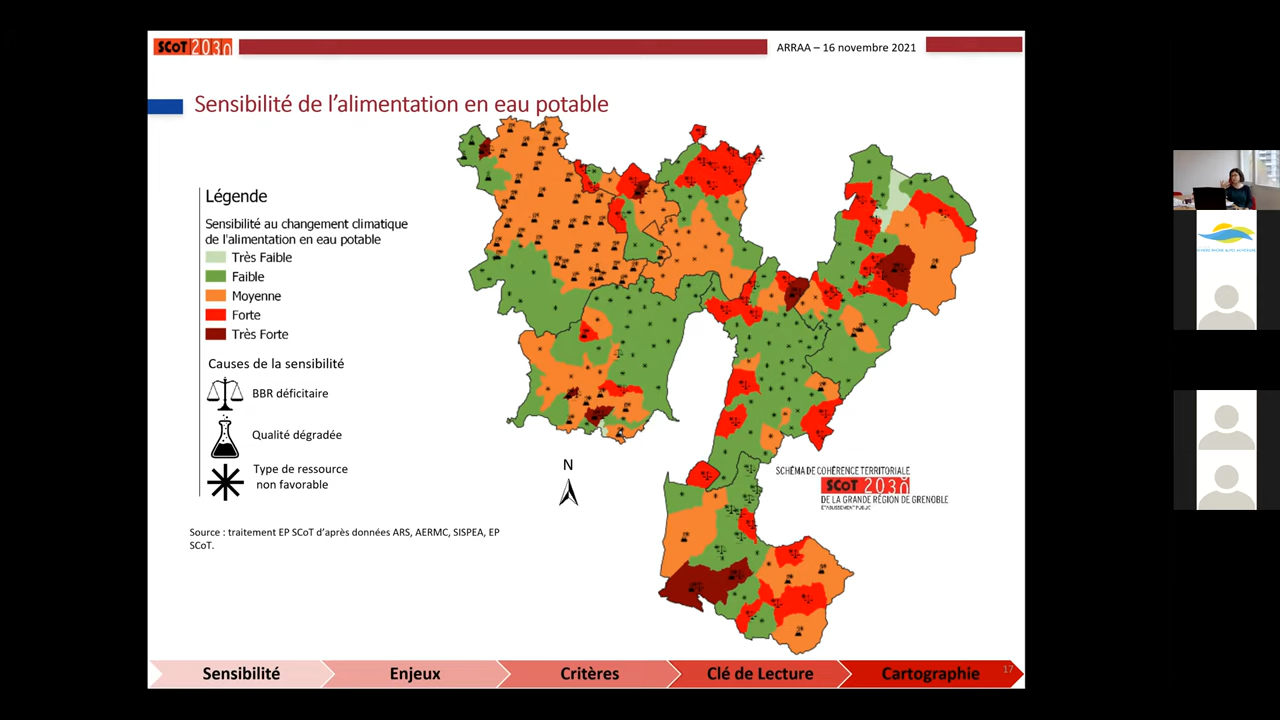 SCoT 2030
ARRAA – 16 novembre 2021
Sensibilité de l'alimentation en eau potable
Légende
Sensibilité au changement climatique
de l'alimentation en eau potable
Très Faible
Faible
Moyenne
Forte
Très Forte
Causes de la sensibilité
BBR déficitaire
Qualité dégradée
Type de ressource
non favorable
N
SCHÉMA DE COHÉRENCE TERRITORIALE
SCoT 2030
DE LA GRANDE RÉGION DE GRENOBLE
ÉTABLISSEMENT PUBLIC
Source : traitement EP SCoT d'après données ARS, AERMC, SISPEA, EP
SCoT.
Sensibilité
Enjeux
Critères
Clé de Lecture
Cartographie
17